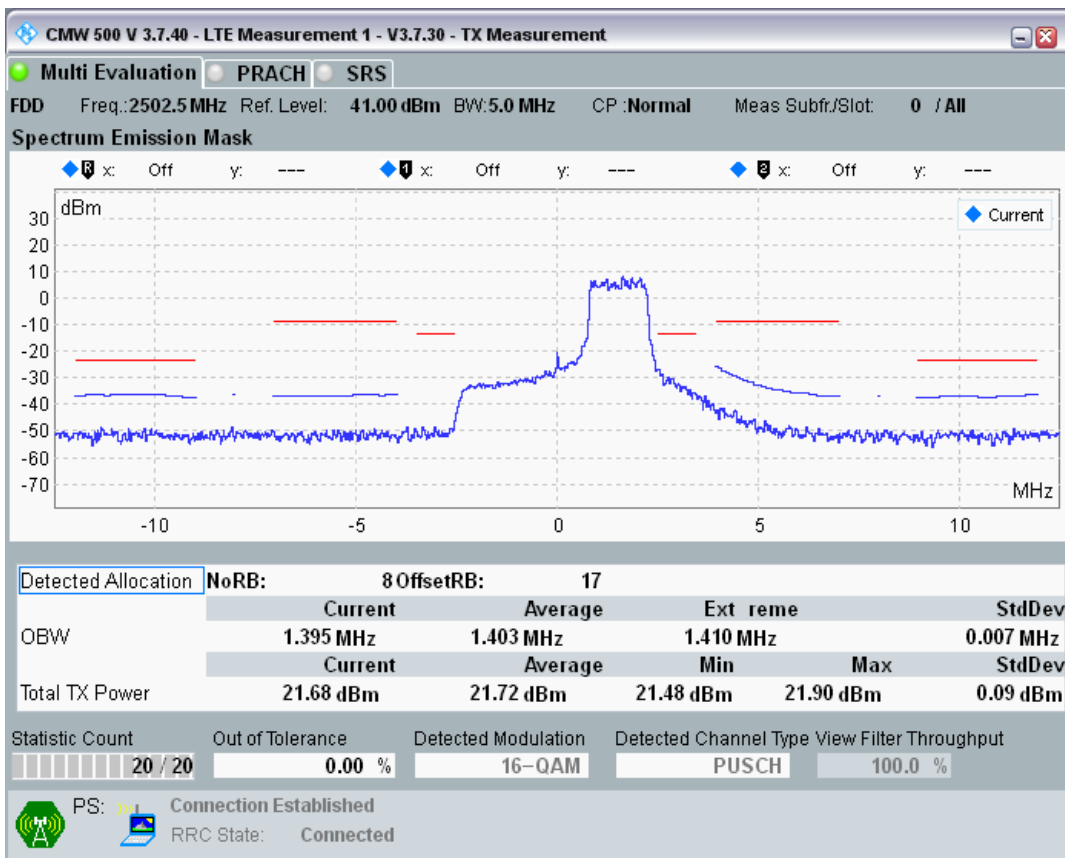 CMW 500 V 3.7.40 - LTE Measurement 1 - V3.7.30 - TX Measurement
Multi Evaluation PRACH SRS
FDD Freq.:2502.5 MHz Ref. Level: 41.00 dBm BW:5.0 MHz CP :Normal Meas Subfr./Slot: 0 / All
Spectrum Emission Mask
R x: Off y: --- 1 x: Off y: --- 2 x: Off y: ---
dBm
Current
30
20
10
0
-10
-20
-30
-40
-50
-60
-70
MHz
-10 -5 0 5 10
Detected Allocation NoRB: 8 OffsetRB: 17
Current Average Ext reme StdDev
OBW 1.395 MHz 1.403 MHz 1.410 MHz 0.007 MHz
Current Average Min Max StdDev
Total TX Power 21.68 dBm 21.72 dBm 21.48 dBm 21.90 dBm 0.09 dBm
Statistic Count Out of Tolerance Detected Modulation Detected Channel Type View Filter Throughput
20 / 20 0.00 % 16-QAM PUSCH 100.0 %
PS: Connection Established
RRC State: Connected